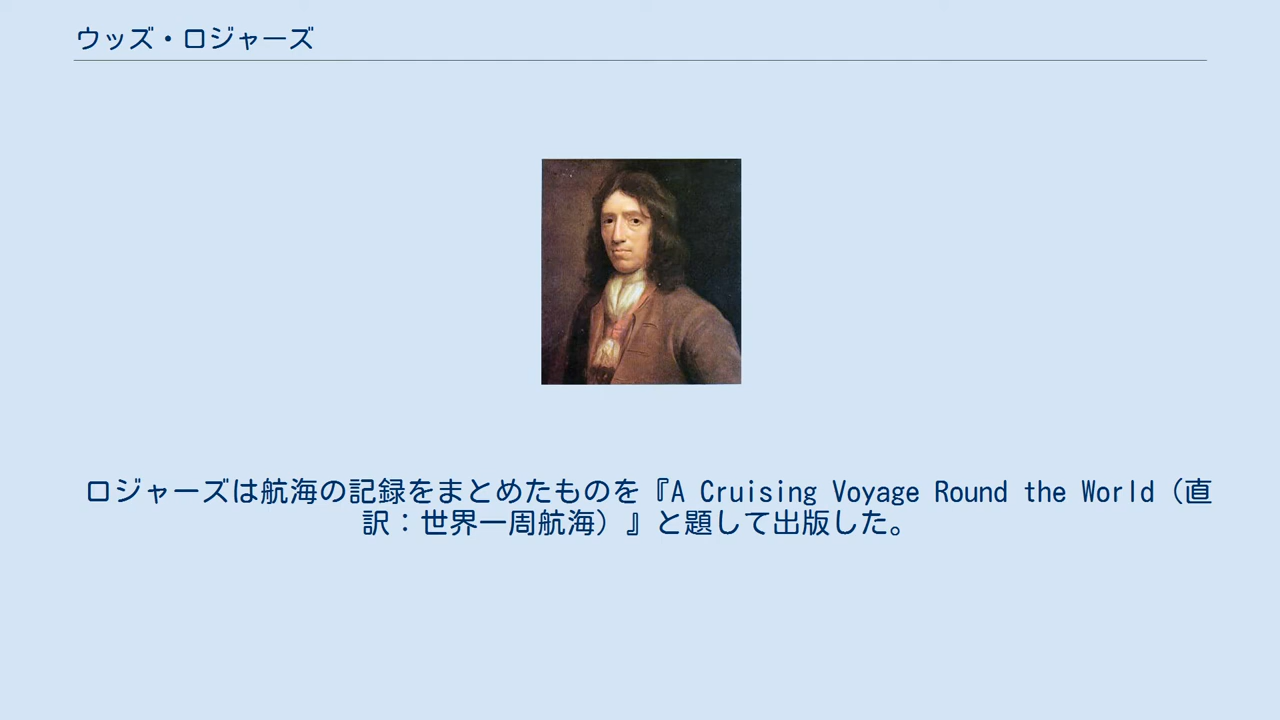 ウッズ・ロジャーズ
ロジャーズは航海の記録をまとめたものを『A Cruising Voyage Round the World（直
訳：世界一周航海）』と題して出版した。